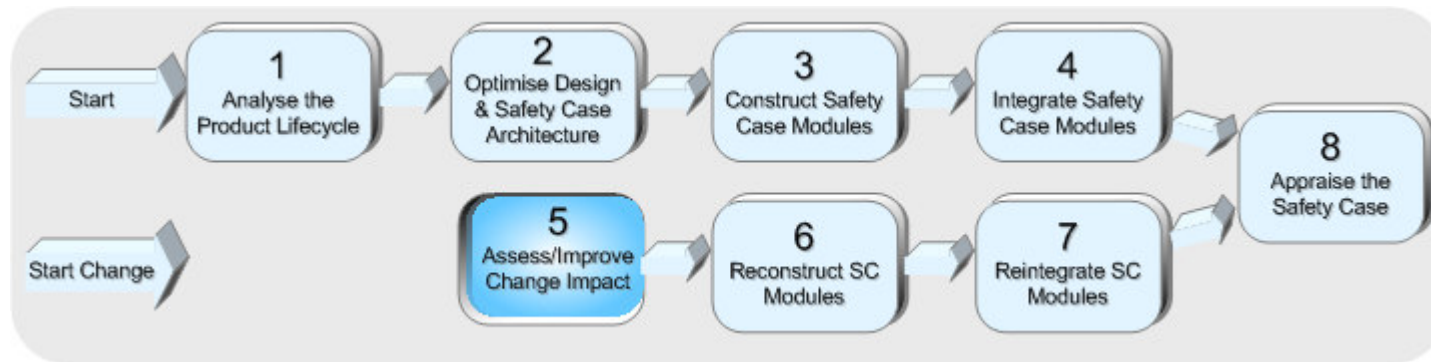 Start
1
Analyse the
Product Lifecycle
2
Optimise Design
& Safety Case
Architecture
3
Construct Safety
Case Modules
4
Integrate Safety
Case Modules
8
Appraise the
Safety Case
Start Change
5
Assess/Improve
Change Impact
6
Reconstruct SC
Modules
7
Reintegrate SC
Modules